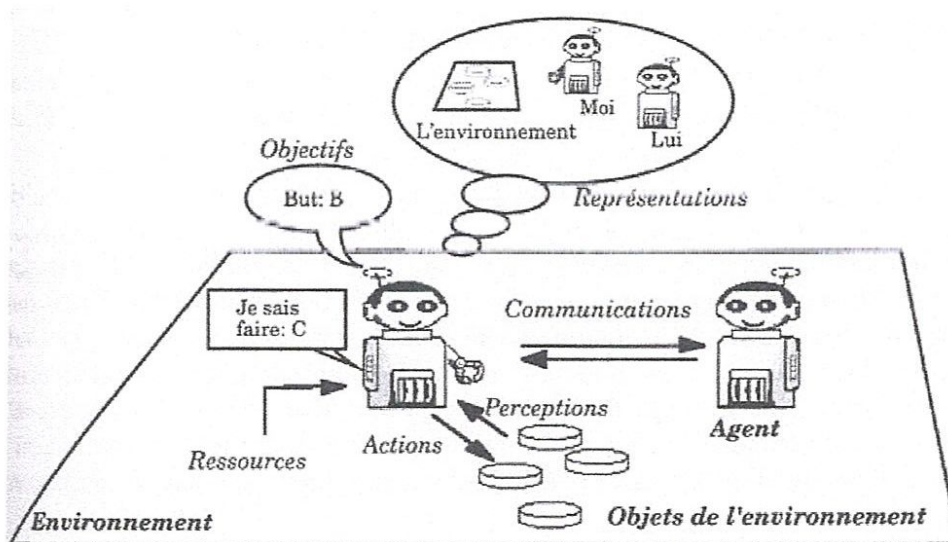 L'environnement
Moi
Lui
Objectifs
But: B
Représentations
Je sais
faire: C
Communications
Perceptions
Agent
Actions
Ressources
Environnement
Objets de l'environnement